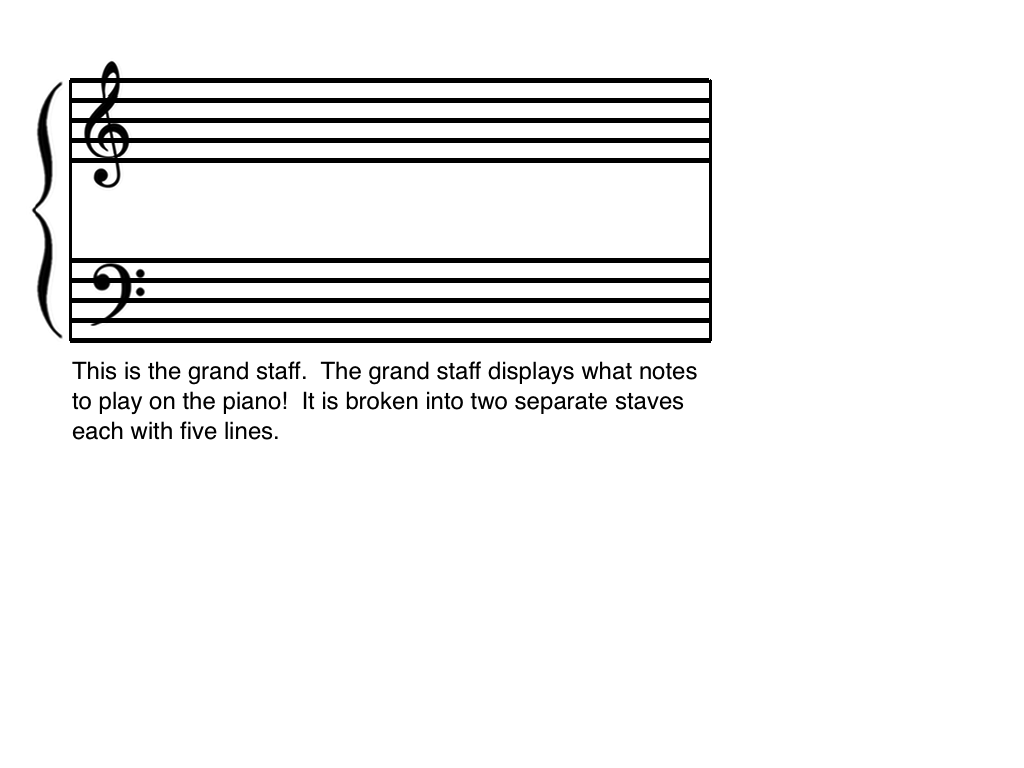 This is the grand staff.  The grand staff displays what notes
to play on the piano!  It is broken into two separate staves
each with five lines.